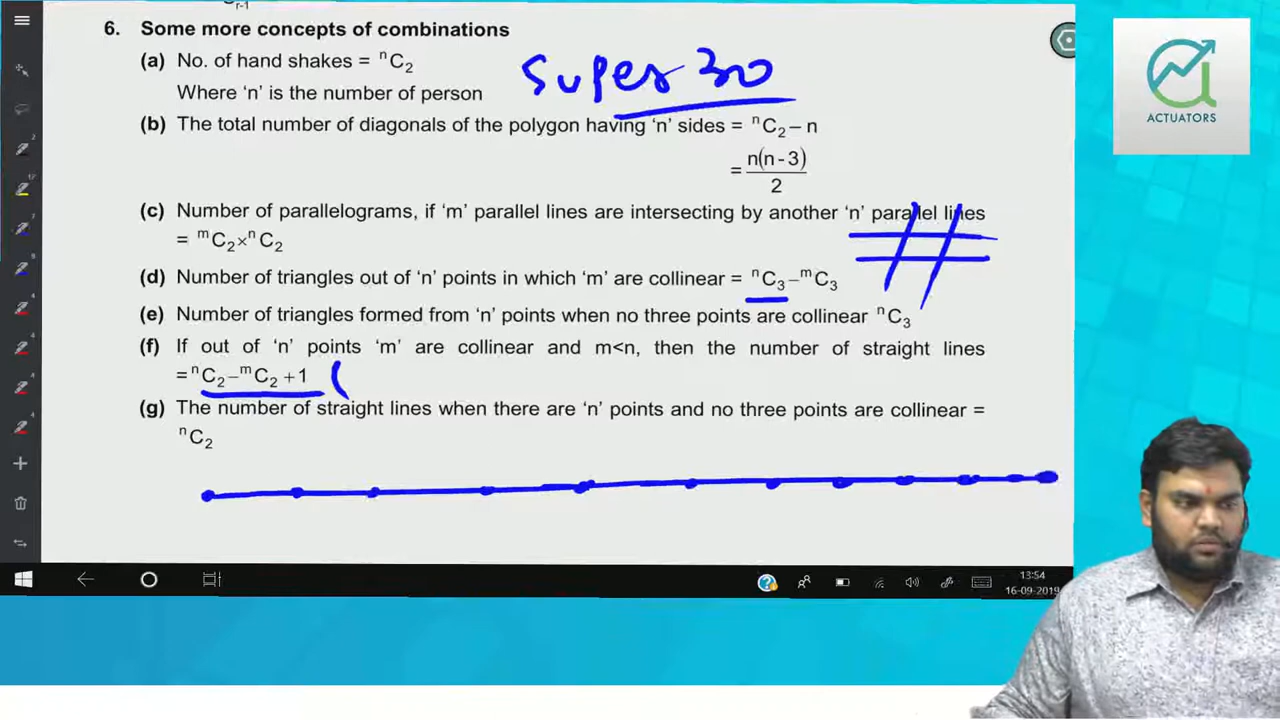 r-1
6. Some more concepts of combinations
(a) No. of hand shakes = ⁿC₂
Super 30
Where 'n' is the number of person
(b) The total number of diagonals of the polygon having 'n' sides = ⁿC₂ – n
= n(n-3)/2
(c) Number of parallelograms, if 'm' parallel lines are intersecting by another 'n' parallel lines
= ᵐC₂×ⁿC₂
(d) Number of triangles out of 'n' points in which 'm' are collinear = ⁿC₃–ᵐC₃
(e) Number of triangles formed from 'n' points when no three points are collinear ⁿC₃
(f) If out of 'n' points 'm' are collinear and m<n, then the number of straight lines
=ⁿC₂–ᵐC₂ +1 (
(g) The number of straight lines when there are 'n' points and no three points are collinear =
ⁿC₂
ACTUATORS
13:54
16-09-2019